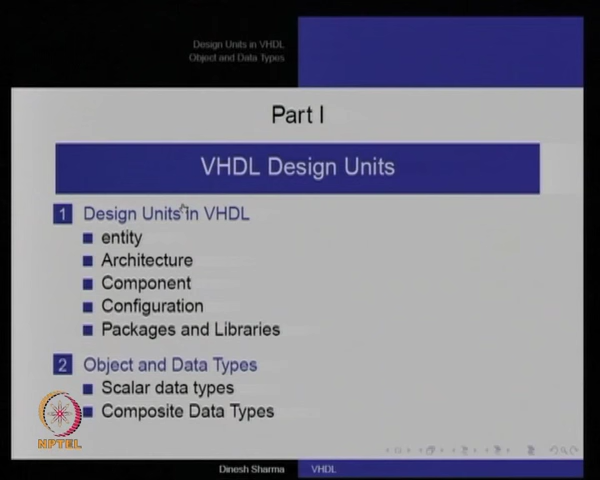 Design Units in VHDL
Object and Data Types
Part I
VHDL Design Units
1 Design Units in VHDL
entity
Architecture
Component
Configuration
Packages and Libraries
2 Object and Data Types
Scalar data types
Composite Data Types
NPTEL
Dinesh Sharma VHDL